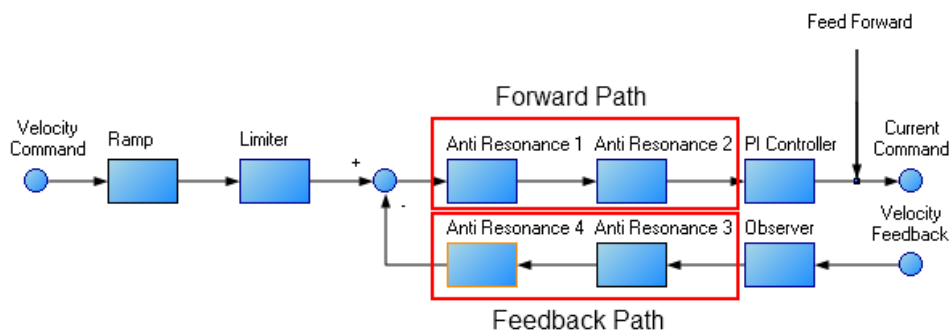 Feed Forward
Forward Path
Velocity
Command
Ramp
Limiter
Anti Resonance 1
Anti Resonance 2
PI Controller
Current
Command
+
-
Anti Resonance 4
Anti Resonance 3
Observer
Velocity
Feedback
Feedback Path